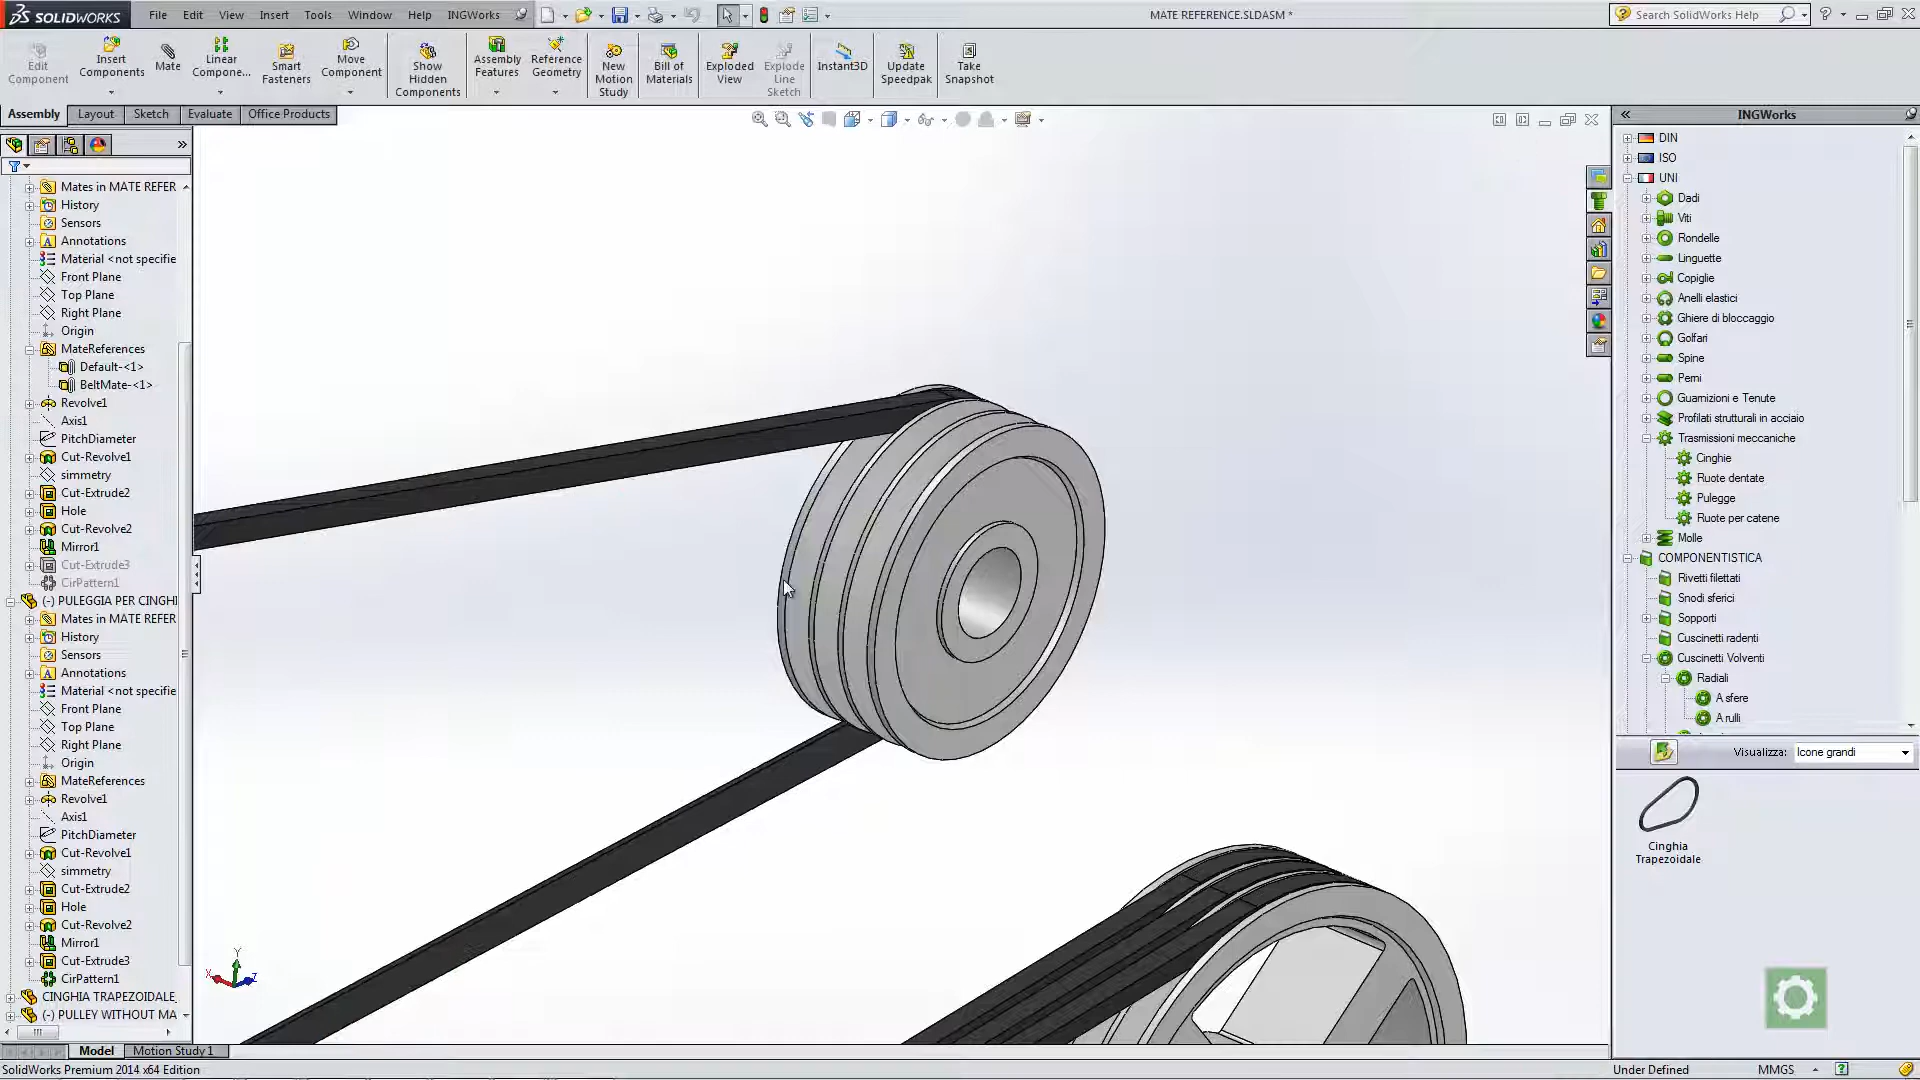 SOLIDWORKS
File Edit View Insert Tools Window Help INGWorks
MATE REFERENCE.SLDASM *
Search SolidWorks Help
Edit
Component
Insert
Components
Mate
Linear
Compone...
Smart
Fasteners
Move
Component
Show
Hidden
Components
Assembly
Features
Reference
Geometry
New
Motion
Study
Bill of
Materials
Exploded
View
Explode
Line
Sketch
Instant3D
Update
Speedpak
Take
Snapshot
Assembly Layout Sketch Evaluate Office Products
Mates in MATE REFER
History
Sensors
Annotations
Material <not specifie
Front Plane
Top Plane
Right Plane
Origin
MateReferences
Default-<1>
BeltMate-<1>
Revolve1
Axis1
PitchDiameter
Cut-Revolve1
simmetry
Cut-Extrude2
Hole
Cut-Revolve2
Mirror1
Cut-Extrude3
CirPattern1
(-) PULEGGIA PER CINGHI
Mates in MATE REFER
History
Sensors
Annotations
Material <not specifie
Front Plane
Top Plane
Right Plane
Origin
MateReferences
Revolve1
Axis1
PitchDiameter
Cut-Revolve1
simmetry
Cut-Extrude2
Hole
Cut-Revolve2
Mirror1
Cut-Extrude3
CirPattern1
CINGHIA TRAPEZOIDALE_
(-) PULLEY WITHOUT MA
Y
X
Z
INGWorks
DIN
ISO
UNI
Dadi
Viti
Rondelle
Linguette
Copiglie
Anelli elastici
Ghiere di bloccaggio
Golfari
Spine
Perni
Guarnizioni e Tenute
Profilati strutturali in acciaio
Trasmissioni meccaniche
Cinghie
Ruote dentate
Pulegge
Ruote per catene
Molle
COMPONENTISTICA
Rivetti filettati
Snodi sferici
Sopporti
Cuscinetti radenti
Cuscinetti Volventi
Radiali
A sfere
A rulli
Visualizza: Icone grandi
Cinghia
Trapezoidale
Model Motion Study 1
SolidWorks Premium 2014 x64 Edition
Under Defined MMGS